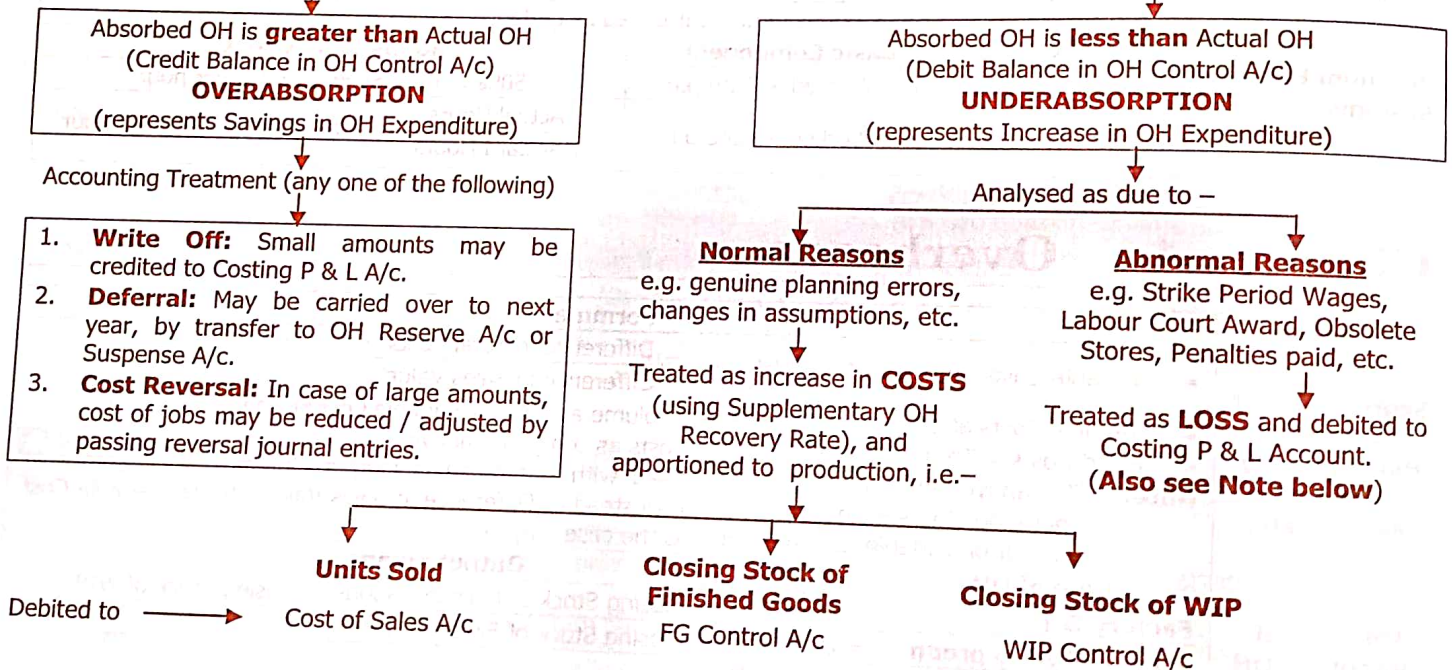 Absorbed OH is greater than Actual OH
(Credit Balance in OH Control A/c)
OVERABSORPTION
(represents Savings in OH Expenditure)
Accounting Treatment (any one of the following)
1. Write Off: Small amounts may be
credited to Costing P & L A/c.
2. Deferral: May be carried over to next
year, by transfer to OH Reserve A/c or
Suspense A/c.
3. Cost Reversal: In case of large amounts,
cost of jobs may be reduced / adjusted by
passing reversal journal entries.
Absorbed OH is less than Actual OH
(Debit Balance in OH Control A/c)
UNDERABSORPTION
(represents Increase in OH Expenditure)
Analysed as due to –
Normal Reasons
e.g. genuine planning errors,
changes in assumptions, etc.
Treated as increase in COSTS
(using Supplementary OH
Recovery Rate), and
apportioned to production, i.e.–
Abnormal Reasons
e.g. Strike Period Wages,
Labour Court Award, Obsolete
Stores, Penalties paid, etc.
Treated as LOSS and debited to
Costing P & L Account.
(Also see Note below)
Units Sold
Closing Stock of
Finished Goods
Closing Stock of WIP
Debited to
Cost of Sales A/c
FG Control A/c
WIP Control A/c